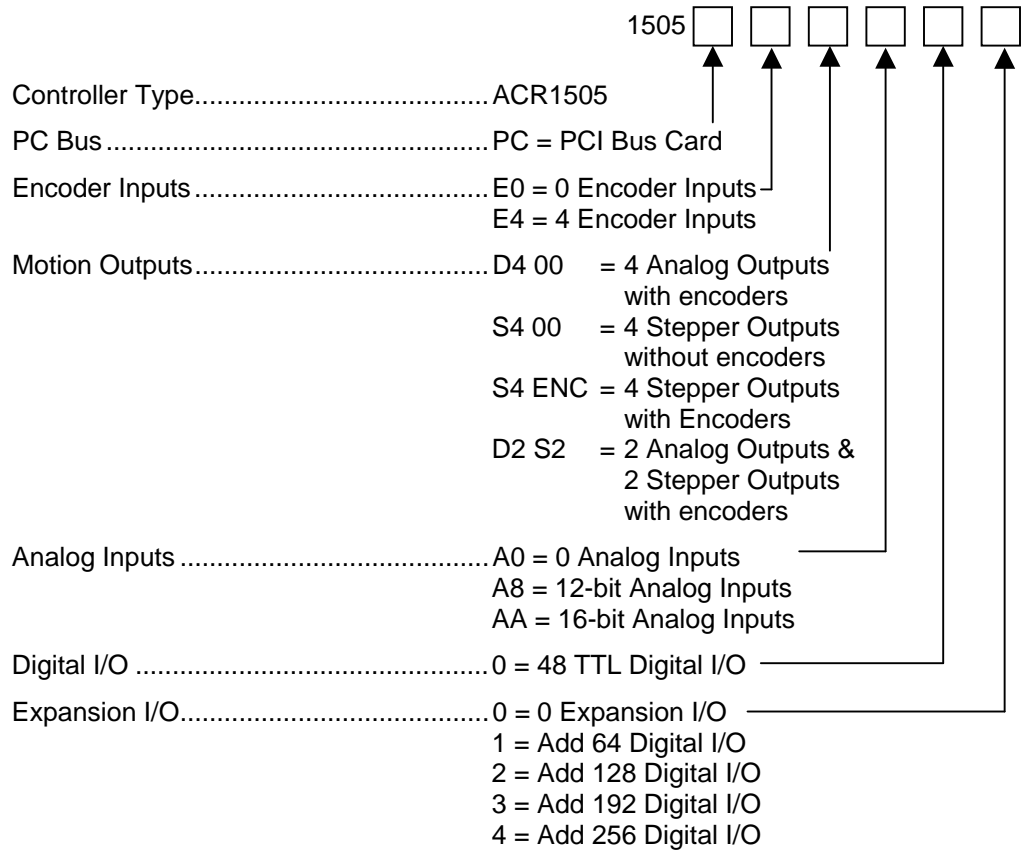 1505
Controller Type........................................ ACR1505
PC Bus.................................................... PC = PCI Bus Card
Encoder Inputs........................................ E0 = 0 Encoder Inputs
E4 = 4 Encoder Inputs
Motion Outputs........................................ D4 00 = 4 Analog Outputs
with encoders
S4 00 = 4 Stepper Outputs
without encoders
S4 ENC = 4 Stepper Outputs
with Encoders
D2 S2 = 2 Analog Outputs &
2 Stepper Outputs
with encoders
Analog Inputs.......................................... A0 = 0 Analog Inputs
A8 = 12-bit Analog Inputs
AA = 16-bit Analog Inputs
Digital I/O................................................ 0 = 48 TTL Digital I/O
Expansion I/O.......................................... 0 = 0 Expansion I/O
1 = Add 64 Digital I/O
2 = Add 128 Digital I/O
3 = Add 192 Digital I/O
4 = Add 256 Digital I/O